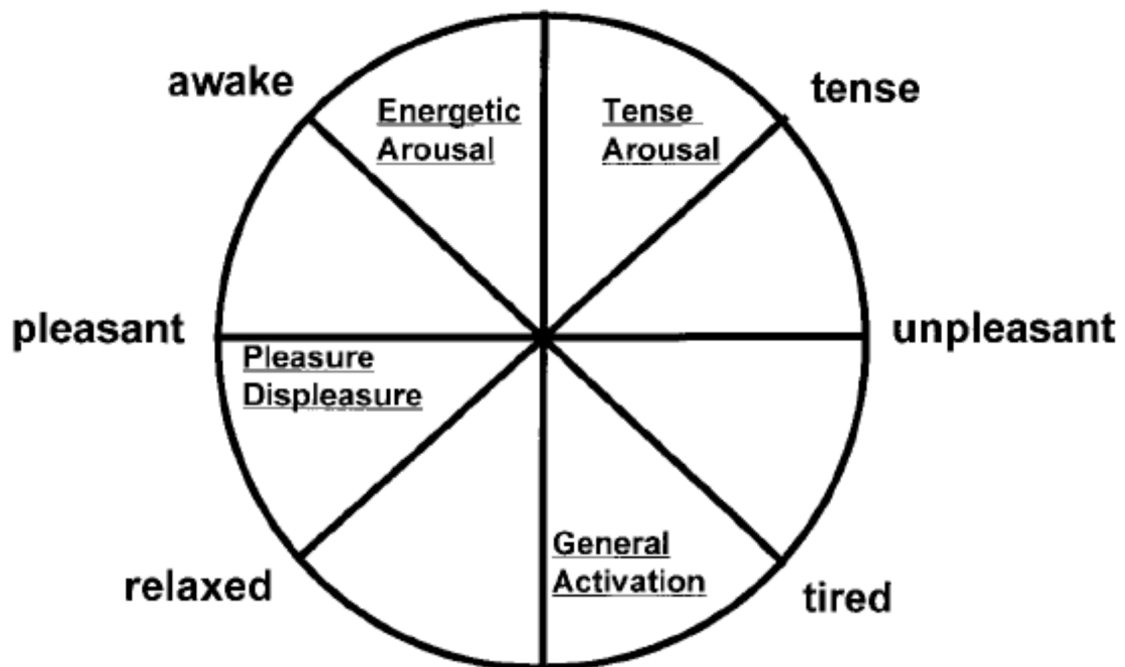 awake
tense
Energetic
Arousal
Tense
Arousal
pleasant
unpleasant
Pleasure
Displeasure
General
Activation
relaxed
tired